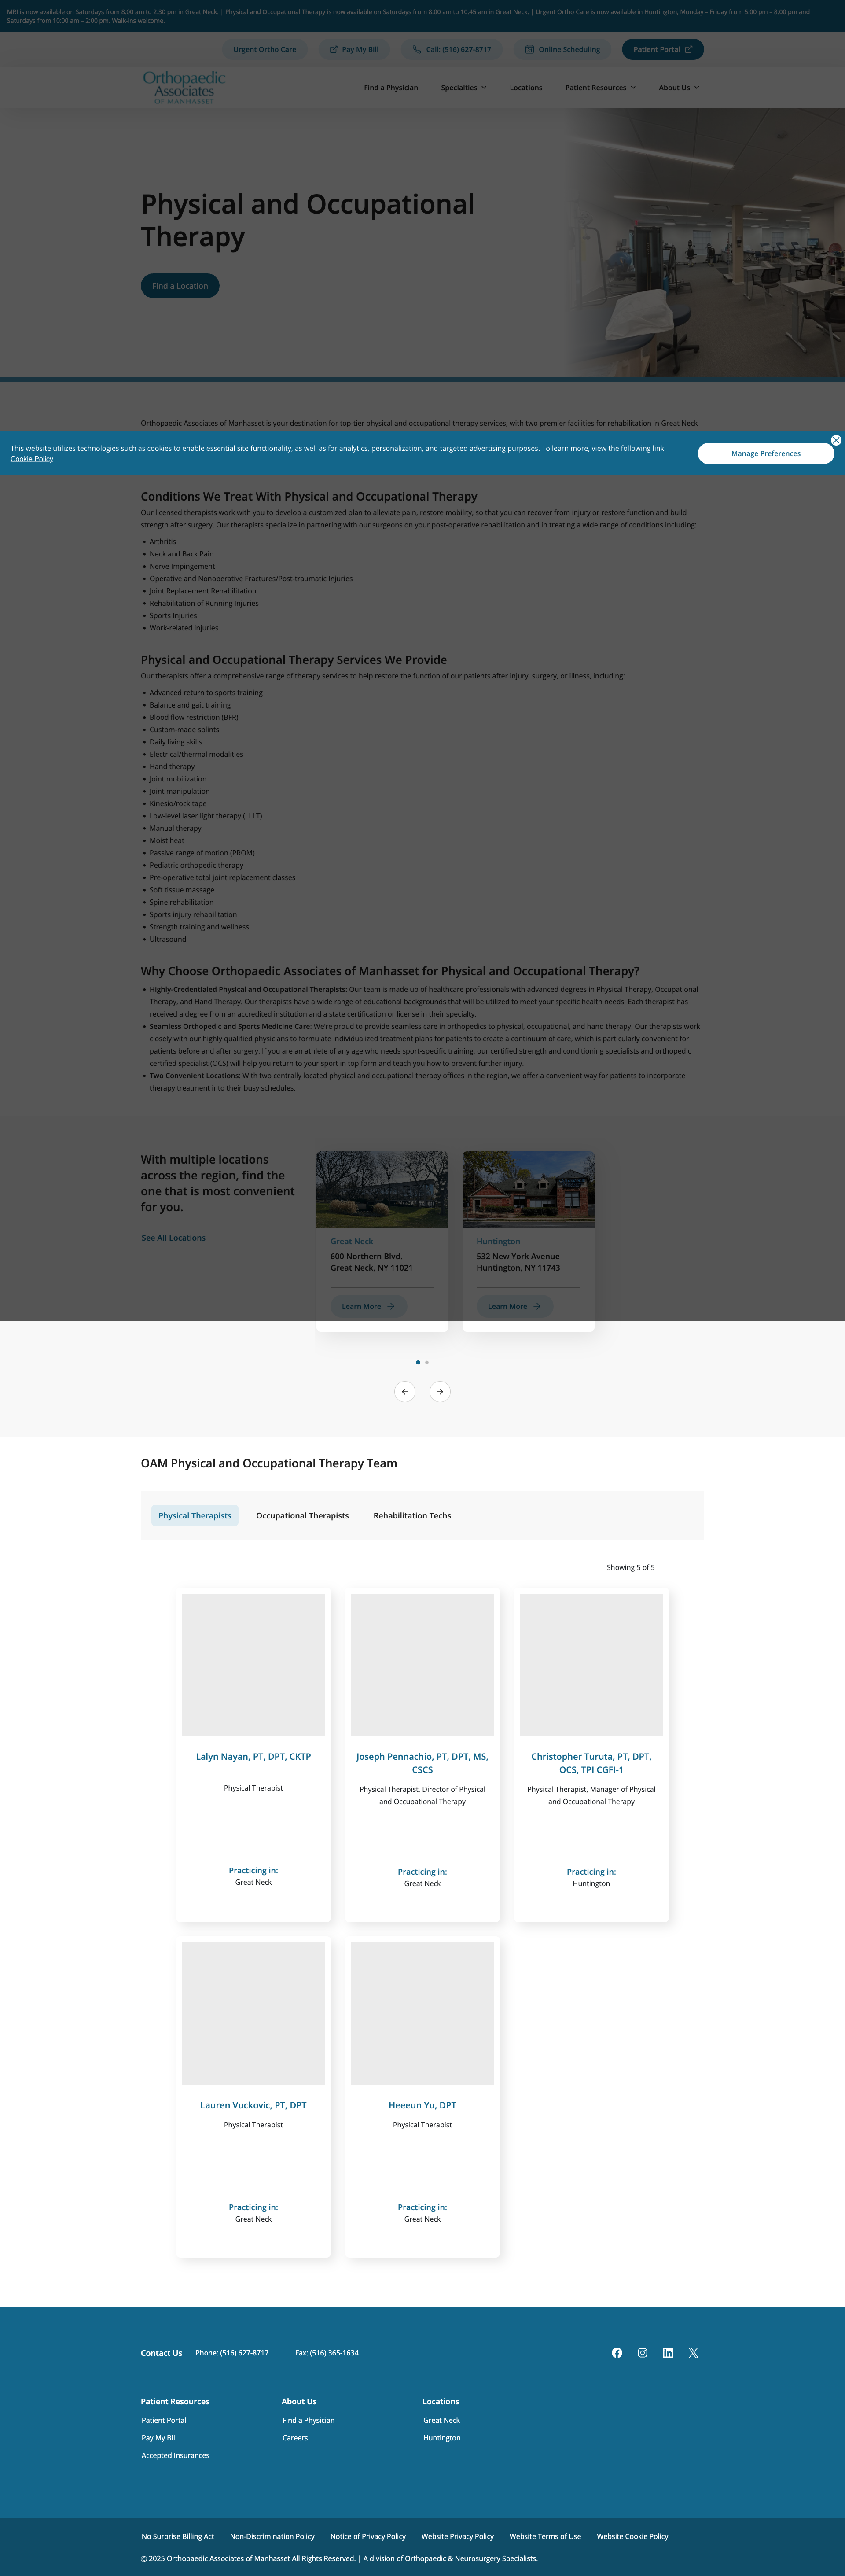 MRI is now available on Saturdays from 8:00 am to 2:30 pm in Great Neck. | Physical and Occupational Therapy is now available on Saturdays from 8:00 am to 10:45 am in Great Neck. | Urgent Ortho Care is now available in Huntington, Monday – Friday from 5:00 pm – 8:00 pm and
Saturdays from 10:00 am – 2:00 pm. Walk-ins welcome.
Urgent Ortho Care Pay My Bill Call: (516) 627-8717 Online Scheduling Patient Portal
Orthopaedic
Associates
OF MANHASSET
Find a Physician Specialties Locations Patient Resources About Us
Physical and Occupational
Therapy
Find a Location
Orthopaedic Associates of Manhasset is your destination for top-tier physical and occupational therapy services, with two premier facilities for rehabilitation in Great Neck
This website utilizes technologies such as cookies to enable essential site functionality, as well as for analytics, personalization, and targeted advertising purposes. To learn more, view the following link:
Cookie Policy
Manage Preferences
Conditions We Treat With Physical and Occupational Therapy
Our licensed therapists work with you to develop a customized plan to alleviate pain, restore mobility, so that you can recover from injury or restore function and build
strength after surgery. Our therapists specialize in partnering with our surgeons on your post-operative rehabilitation and in treating a wide range of conditions including:
Arthritis
Neck and Back Pain
Nerve Impingement
Operative and Nonoperative Fractures/Post-traumatic Injuries
Joint Replacement Rehabilitation
Rehabilitation of Running Injuries
Sports Injuries
Work-related injuries
Physical and Occupational Therapy Services We Provide
Our therapists offer a comprehensive range of therapy services to help restore the function of our patients after injury, surgery, or illness, including:
Advanced return to sports training
Balance and gait training
Blood flow restriction (BFR)
Custom-made splints
Daily living skills
Electrical/thermal modalities
Hand therapy
Joint mobilization
Joint manipulation
Kinesio/rock tape
Low-level laser light therapy (LLLT)
Manual therapy
Moist heat
Passive range of motion (PROM)
Pediatric orthopedic therapy
Pre-operative total joint replacement classes
Soft tissue massage
Spine rehabilitation
Sports injury rehabilitation
Strength training and wellness
Ultrasound
Why Choose Orthopaedic Associates of Manhasset for Physical and Occupational Therapy?
Highly-Credentialed Physical and Occupational Therapists: Our team is made up of healthcare professionals with advanced degrees in Physical Therapy, Occupational
Therapy, and Hand Therapy. Our therapists have a wide range of educational backgrounds that will be utilized to meet your specific health needs. Each therapist has
received a degree from an accredited institution and a state certification or license in their specialty.
Seamless Orthopedic and Sports Medicine Care: We're proud to provide seamless care in orthopedics to physical, occupational, and hand therapy. Our therapists work
closely with our highly qualified physicians to formulate individualized treatment plans for patients to create a continuum of care, which is particularly convenient for
patients before and after surgery. If you are an athlete of any age who needs sport-specific training, our certified strength and conditioning specialists and orthopedic
certified specialist (OCS) will help you return to your sport in top form and teach you how to prevent further injury.
Two Convenient Locations: With two centrally located physical and occupational therapy offices in the region, we offer a convenient way for patients to incorporate
therapy treatment into their busy schedules.
With multiple locations
across the region, find the
one that is most convenient
for you.
See All Locations
Great Neck
600 Northern Blvd.
Great Neck, NY 11021
Learn More
Huntington
532 New York Avenue
Huntington, NY 11743
Learn More
OAM Physical and Occupational Therapy Team
Physical Therapists Occupational Therapists Rehabilitation Techs
Showing 5 of 5
Lalyn Nayan, PT, DPT, CKTP
Physical Therapist
Practicing in:
Great Neck
Joseph Pennachio, PT, DPT, MS,
CSCS
Physical Therapist, Director of Physical
and Occupational Therapy
Practicing in:
Great Neck
Christopher Turuta, PT, DPT,
OCS, TPI CGFI-1
Physical Therapist, Manager of Physical
and Occupational Therapy
Practicing in:
Huntington
Lauren Vuckovic, PT, DPT
Physical Therapist
Practicing in:
Great Neck
Heeeun Yu, DPT
Physical Therapist
Practicing in:
Great Neck
Contact Us Phone: (516) 627-8717 Fax: (516) 365-1634
Patient Resources
Patient Portal
Pay My Bill
Accepted Insurances
About Us
Find a Physician
Careers
Locations
Great Neck
Huntington
No Surprise Billing Act Non-Discrimination Policy Notice of Privacy Policy Website Privacy Policy Website Terms of Use Website Cookie Policy
© 2025 Orthopaedic Associates of Manhasset All Rights Reserved. | A division of Orthopaedic & Neurosurgery Specialists.